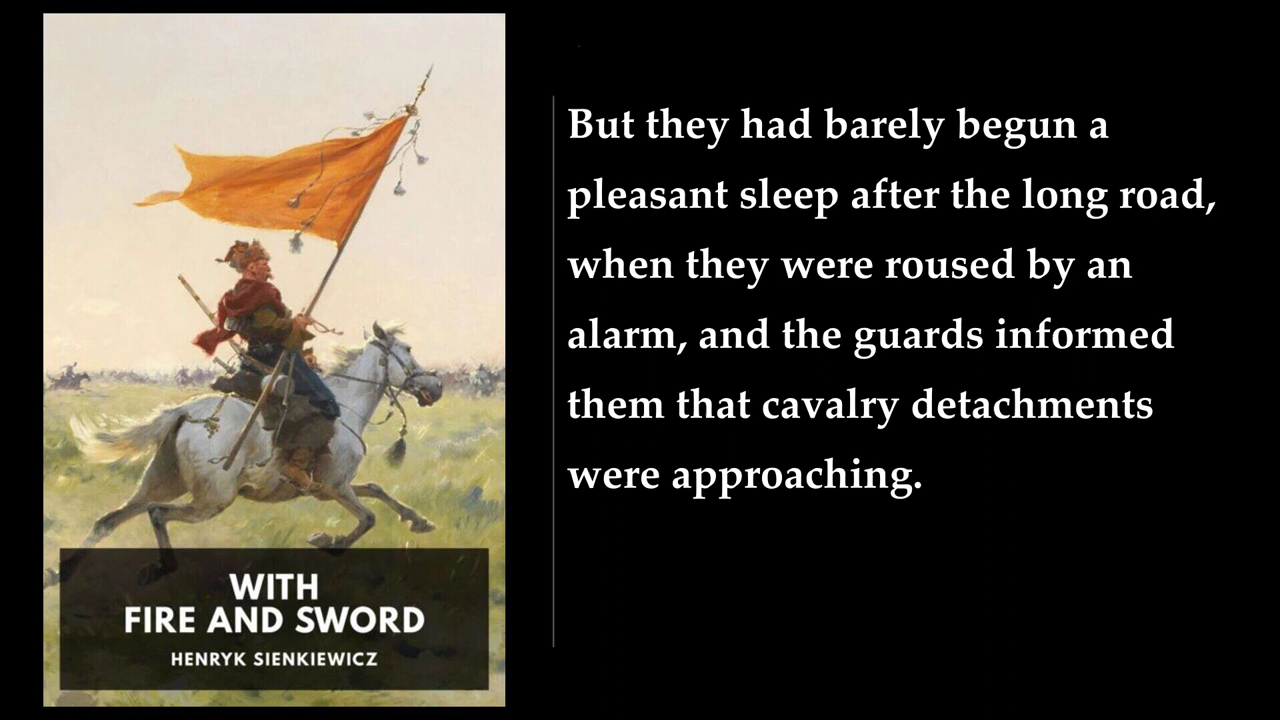 WITH
FIRE AND SWORD
HENRYK SIENKIEWICZ
But they had barely begun a
pleasant sleep after the long road,
when they were roused by an
alarm, and the guards informed
them that cavalry detachments
were approaching.